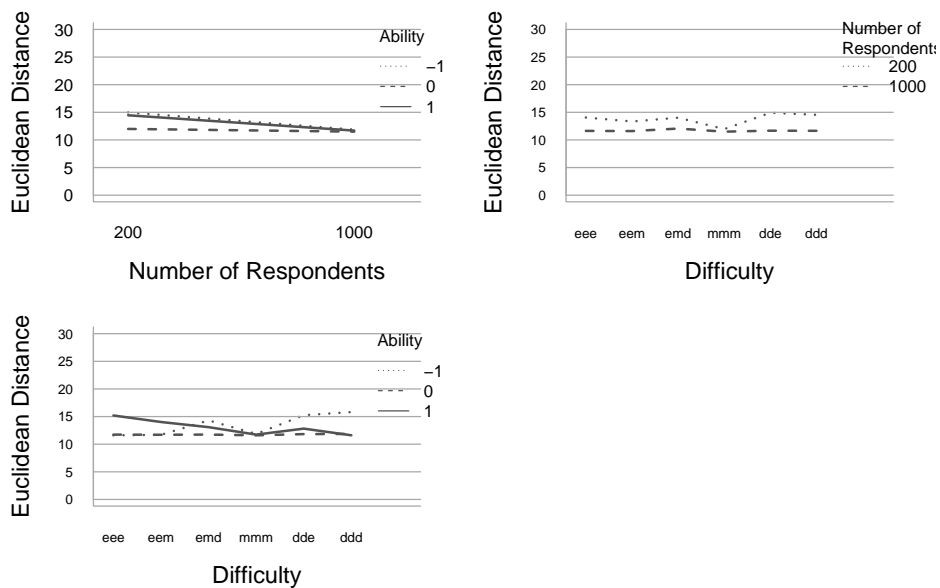 Euclidean Distance
30
25
20
15
10
5
0
200
1000
Number of Respondents
Ability
−1
0
1
Euclidean Distance
30
25
20
15
10
5
0
eee
eem
emd
mmm
dde
ddd
Difficulty
Number of
Respondents
200
1000
Euclidean Distance
30
25
20
15
10
5
0
eee
eem
emd
mmm
dde
ddd
Difficulty
Ability
−1
0
1